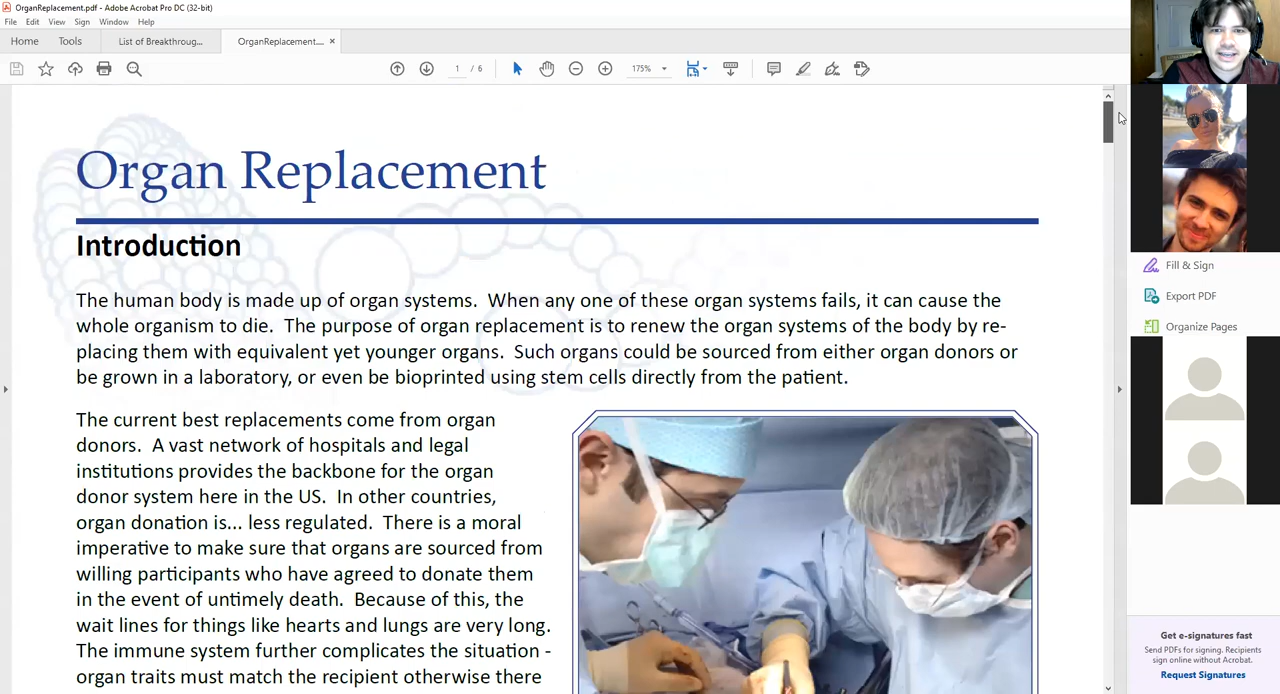 OrganReplacement.pdf - Adobe Acrobat Pro DC (32-bit)
File Edit View Sign Window Help
Home Tools List of Breakthroug... OrganReplacement.... ×
1 / 6 175%
Organ Replacement
Introduction
The human body is made up of organ systems. When any one of these organ systems fails, it can cause the
whole organism to die. The purpose of organ replacement is to renew the organ systems of the body by re-
placing them with equivalent yet younger organs. Such organs could be sourced from either organ donors or
be grown in a laboratory, or even be bioprinted using stem cells directly from the patient.
The current best replacements come from organ
donors. A vast network of hospitals and legal
institutions provides the backbone for the organ
donor system here in the US. In other countries,
organ donation is... less regulated. There is a moral
imperative to make sure that organs are sourced from
willing participants who have agreed to donate them
in the event of untimely death. Because of this, the
wait lines for things like hearts and lungs are very long.
The immune system further complicates the situation -
organ traits must match the recipient otherwise there
Fill & Sign
Export PDF
Organize Pages
Get e-signatures fast
Send PDFs for signing. Recipients
sign online without Acrobat.
Request Signatures